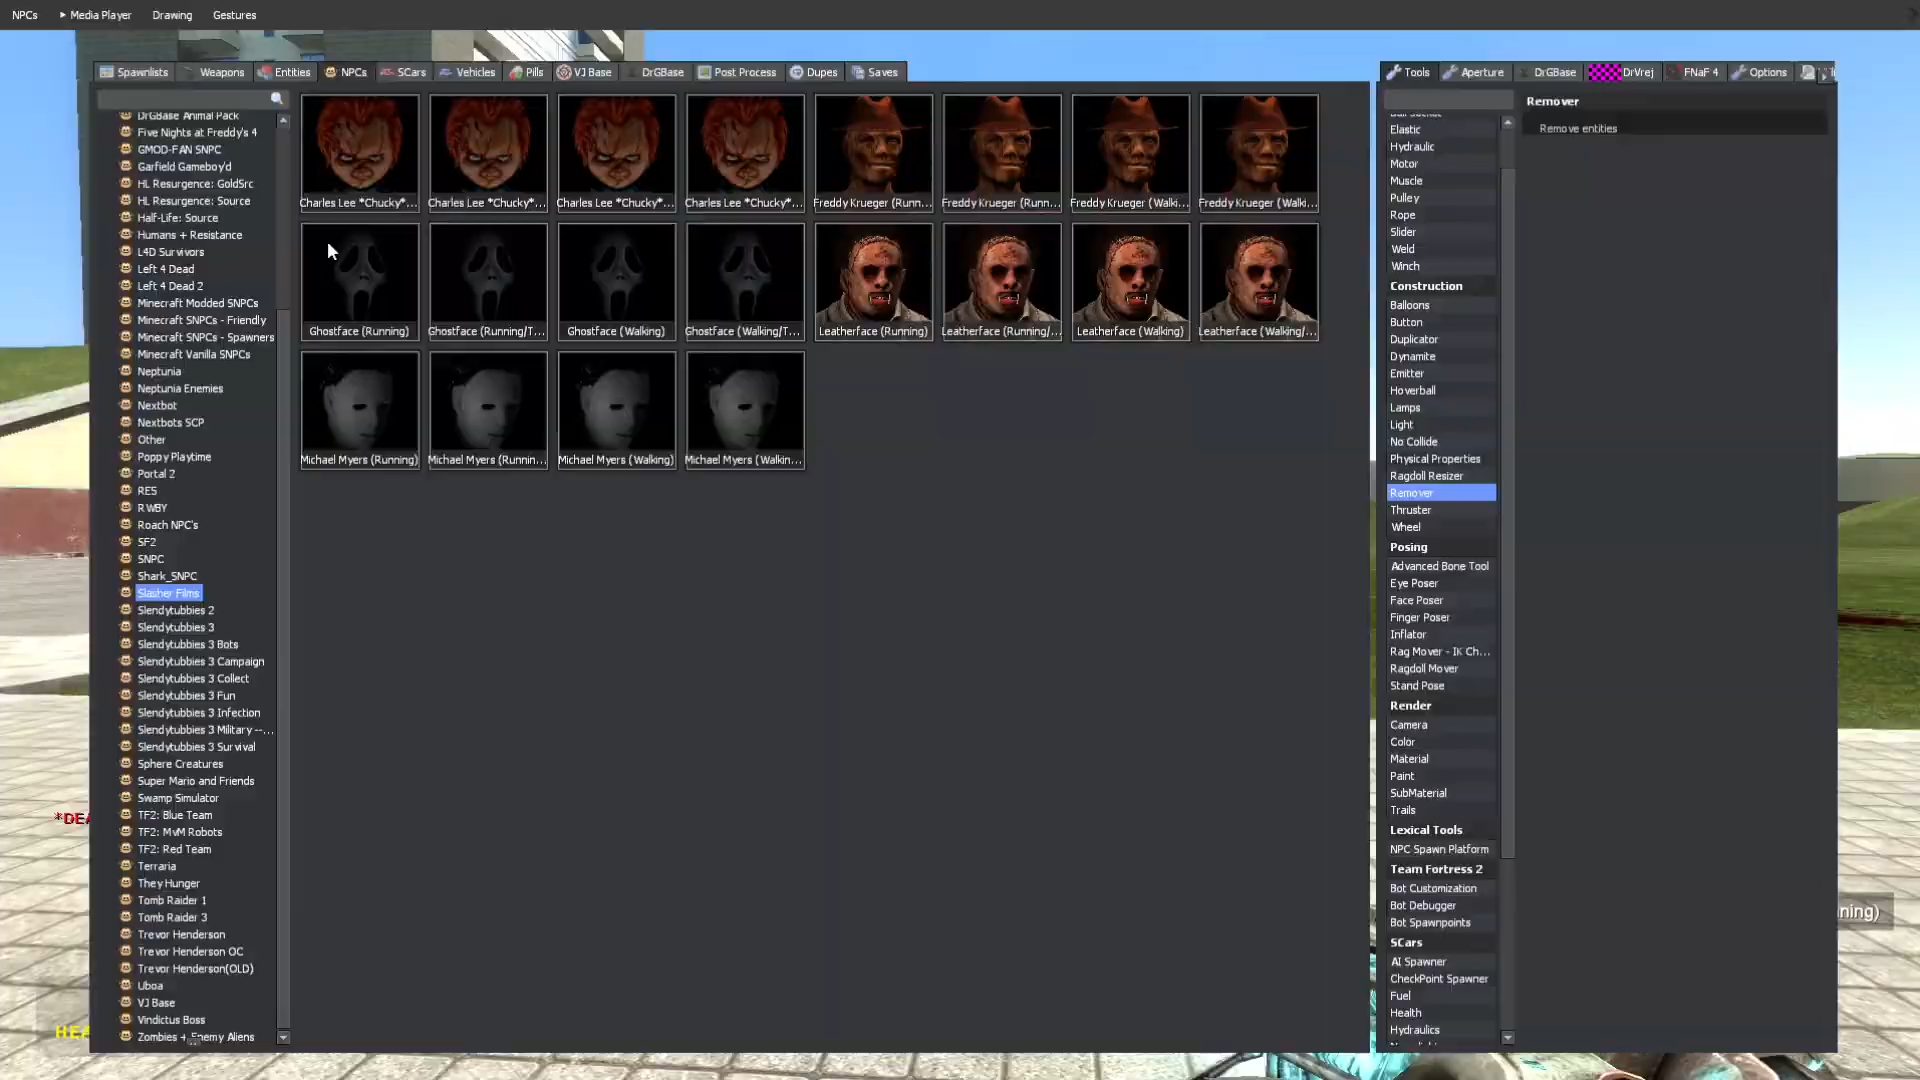 NPCs
Media Player
Drawing
Gestures
Spawnlists
Weapons
Entities
NPCs
SCars
Vehicles
Pills
VJ Base
DrGBase
Post Process
Dupes
Saves
DrGBase Animal Pack
Five Nights at Freddy's 4
GMOD-FAN SNPC
Garfield Gameboy'd
HL Resurgence: GoldSrc
HL Resurgence: Source
Half-Life: Source
Humans + Resistance
L4D Survivors
Left 4 Dead
Left 4 Dead 2
Minecraft Modded SNPCs
Minecraft SNPCs - Friendly
Minecraft SNPCs - Spawners
Minecraft Vanilla SNPCs
Neptunia
Neptunia Enemies
Nextbot
Nextbots SCP
Other
Poppy Playtime
Portal 2
RE5
RWBY
Roach NPC's
SF2
SNPC
Shark_SNPC
Slasher Films
Slendytubbies 2
Slendytubbies 3
Slendytubbies 3 Bots
Slendytubbies 3 Campaign
Slendytubbies 3 Collect
Slendytubbies 3 Fun
Slendytubbies 3 Infection
Slendytubbies 3 Military --...
Slendytubbies 3 Survival
Sphere Creatures
Super Mario and Friends
Swamp Simulator
TF2: Blue Team
TF2: MvM Robots
TF2: Red Team
Terraria
They Hunger
Tomb Raider 1
Tomb Raider 3
Trevor Henderson
Trevor Henderson OC
Trevor Henderson(OLD)
Uboa
VJ Base
Vindictus Boss
Zombies + Enemy Aliens
Charles Lee *Chucky*...
Charles Lee *Chucky*...
Charles Lee *Chucky*...
Charles Lee *Chucky*...
Freddy Krueger (Runn...
Freddy Krueger (Runn...
Freddy Krueger (Walki...
Freddy Krueger (Walki...
Ghostface (Running)
Ghostface (Running/T...
Ghostface (Walking)
Ghostface (Walking/T...
Leatherface (Running)
Leatherface (Running/...
Leatherface (Walking)
Leatherface (Walking/...
Michael Myers (Running)
Michael Myers (Runnin...
Michael Myers (Walking)
Michael Myers (Walkin...
Tools
Aperture
DrGBase
DrVrej
FNaF 4
Options
Elastic
Hydraulic
Motor
Muscle
Pulley
Rope
Slider
Weld
Winch
Construction
Balloons
Button
Duplicator
Dynamite
Emitter
Hoverball
Lamps
Light
No Collide
Physical Properties
Ragdoll Resizer
Remover
Thruster
Wheel
Posing
Advanced Bone Tool
Eye Poser
Face Poser
Finger Poser
Inflator
Rag Mover - IK Ch...
Ragdoll Mover
Stand Pose
Render
Camera
Color
Material
Paint
SubMaterial
Trails
Lexical Tools
NPC Spawn Platform
Team Fortress 2
Bot Customization
Bot Debugger
Bot Spawnpoints
SCars
AI Spawner
CheckPoint Spawner
Fuel
Health
Hydraulics
Remover
Remove entities
*DEA
HEA
ning)